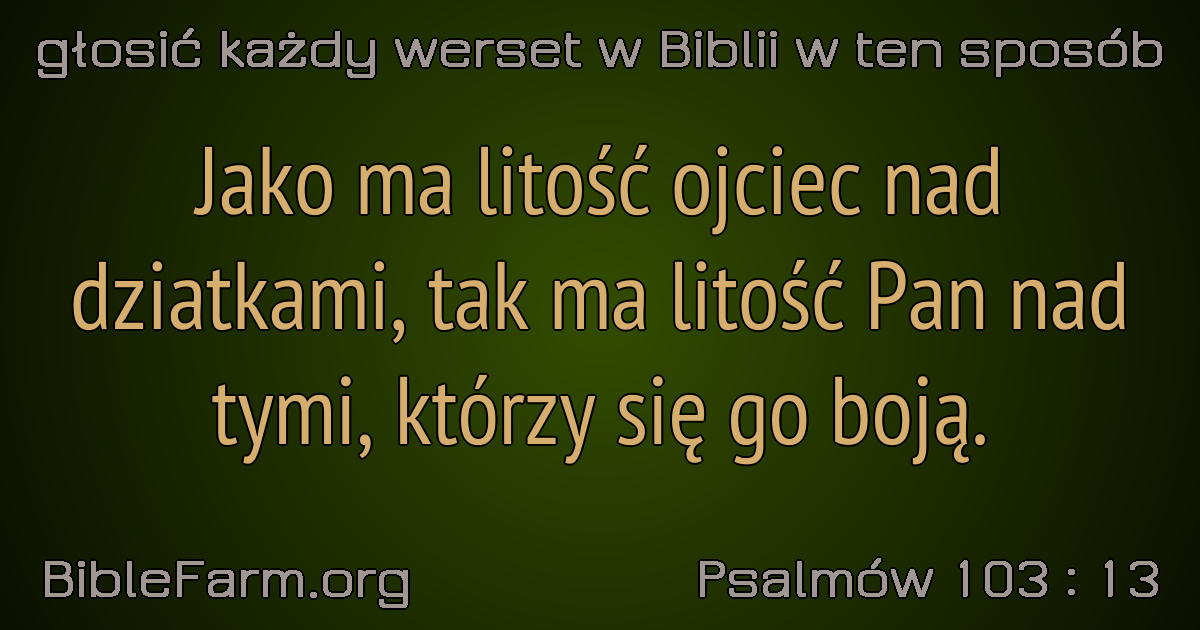 głosić każdy werset w Biblii w ten sposób
Jako ma litość ojciec nad
dziatkami, tak ma litość Pan nad
tymi, którzy się go boją.
BibleFarm.org
Psalmów 103 : 13